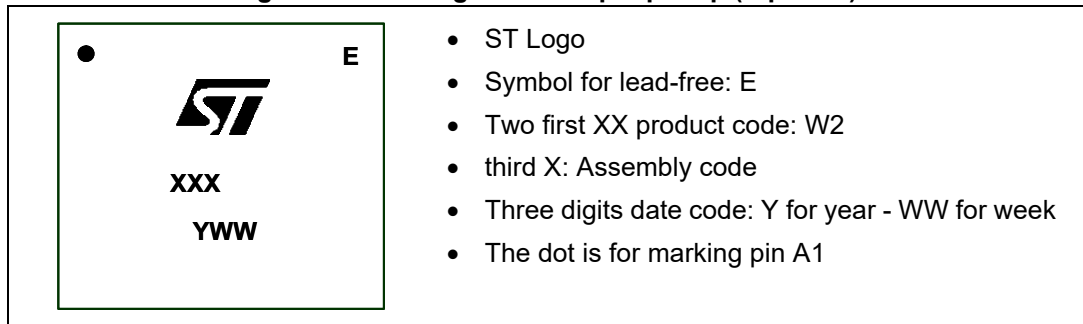 E
ST
XXX
YWW
• ST Logo
• Symbol for lead-free: E
• Two first XX product code: W2
• third X: Assembly code
• Three digits date code: Y for year - WW for week
• The dot is for marking pin A1